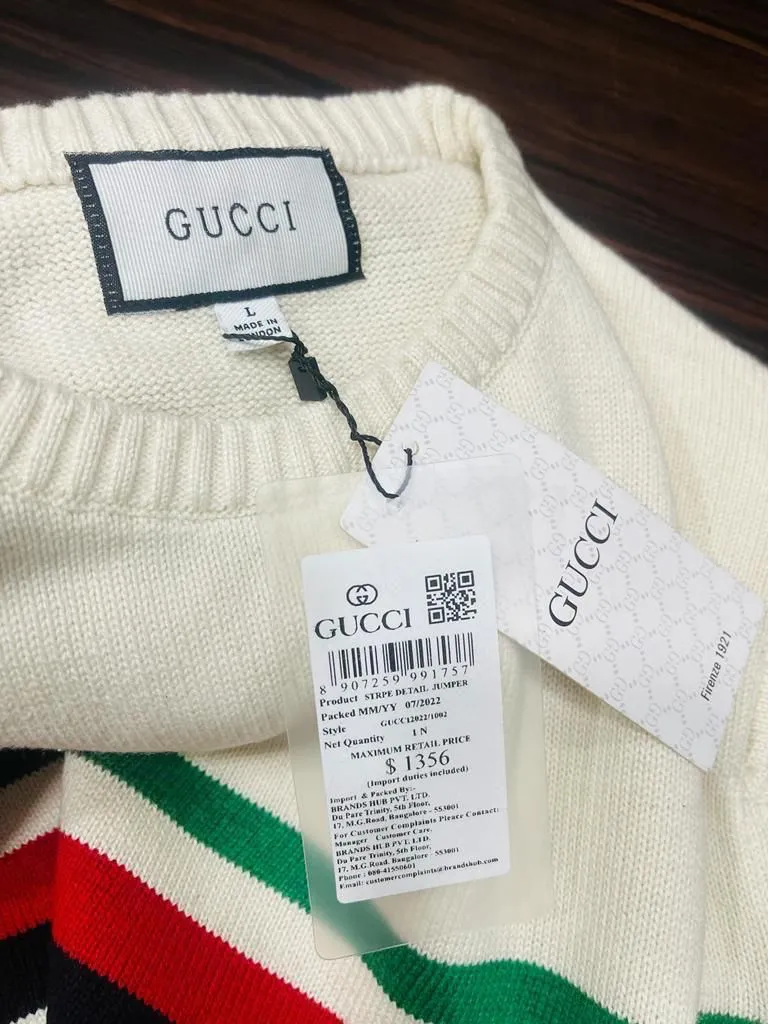 GUCCI
L
MADE IN
LONDON
GUCCI
Firenze 1921
GUCCI
8 907259 991757
Product STRPE DETAIL JUMPER
Packed MM/YY 07/2022
Style GUCCI2022/1002
Net Quantity 1 N
MAXIMUM RETAIL PRICE
$ 1356
(Import duties included)
Import & Packed By:-
BRANDS HUB PVT. LTD.
Du Pare Trinity, 5th Floor,
17, M.G.Road, Bangalore - 553001
For Customer Complaints Pleace Contact:
Manager Customer Care.
BRANDS HUB PVT. LTD.
Du Pare Trinity, 5th Floor,
17, M.G.Road, Bangalore - 553001
Phone : 080-41550601
Email: customercomplaints@brandshub.com